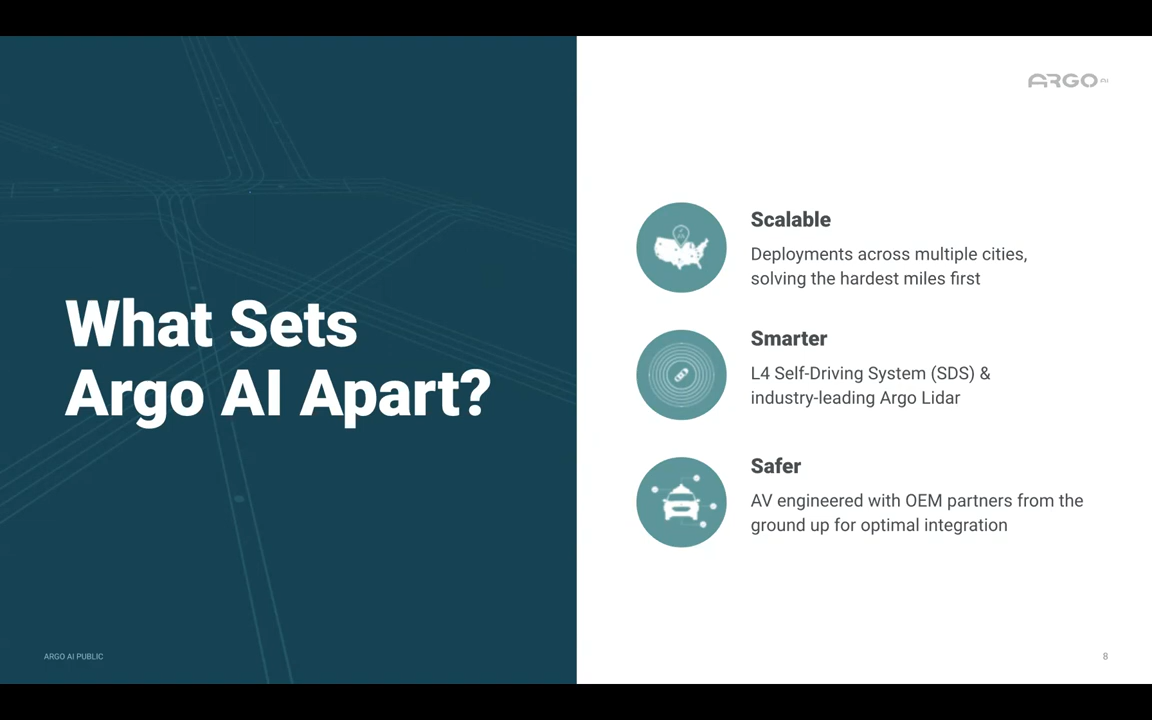 ARGO AI
What Sets
Argo AI Apart?
Scalable
Deployments across multiple cities,
solving the hardest miles first
Smarter
L4 Self-Driving System (SDS) &
industry-leading Argo Lidar
Safer
AV engineered with OEM partners from the
ground up for optimal integration
ARGO AI PUBLIC
8